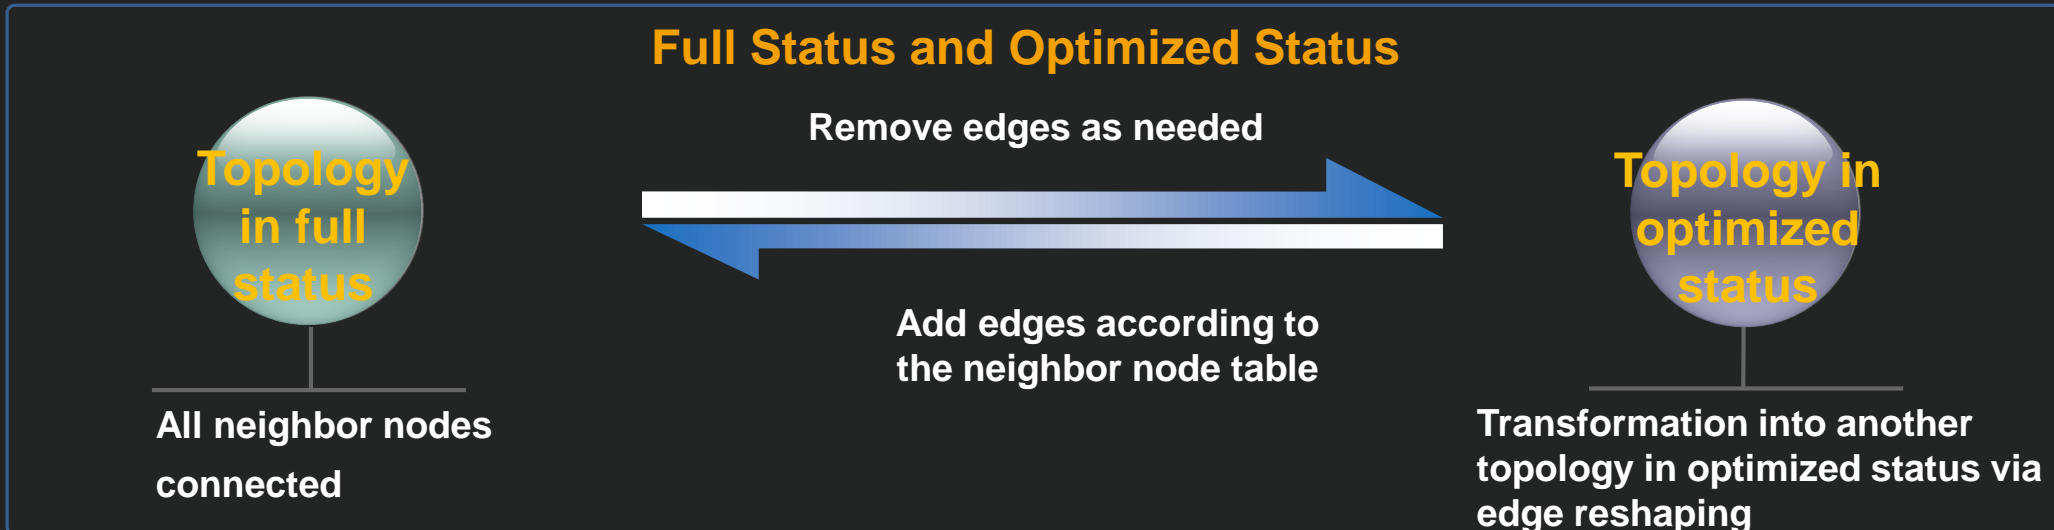 Full Status and Optimized Status
Topology
in full
status
Remove edges as needed
Add edges according to
the neighbor node table
Topology in
optimized
status
All neighbor nodes
connected
Transformation into another
topology in optimized status via
edge reshaping